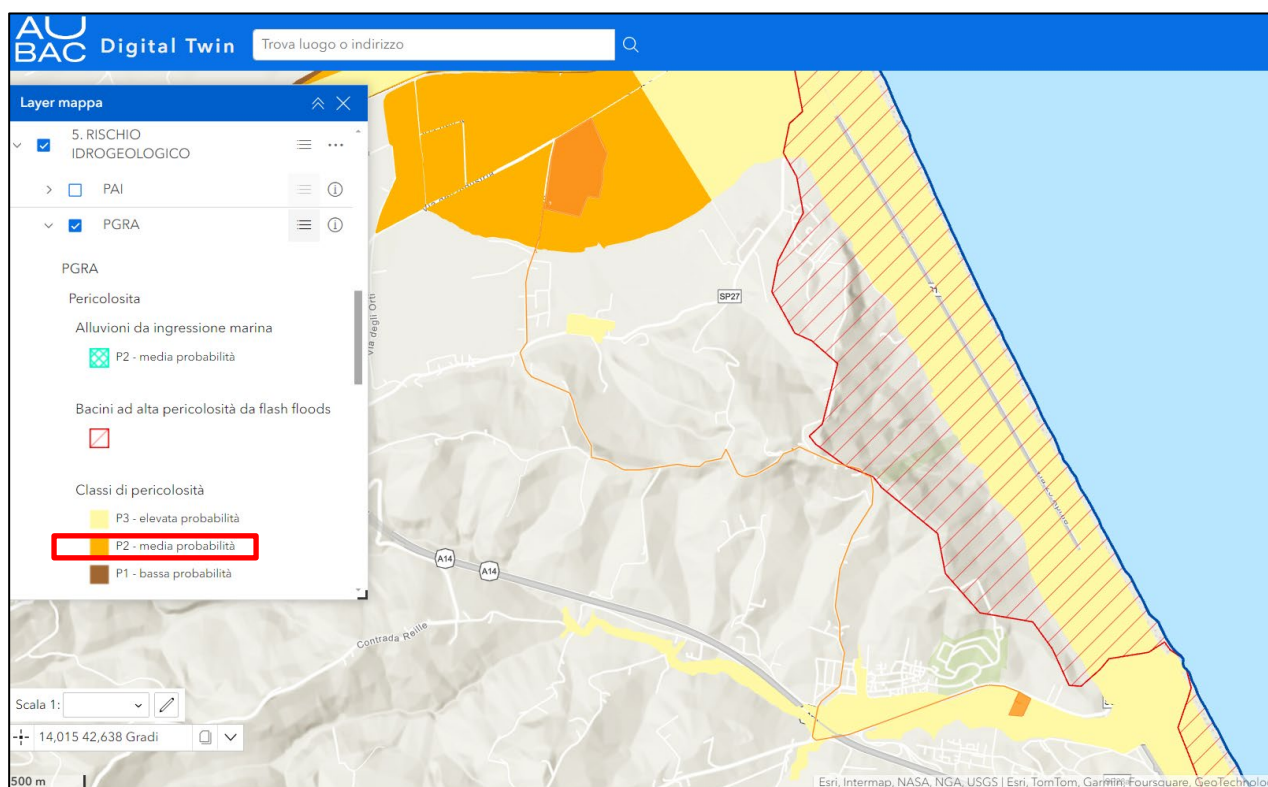 AU
BAC Digital Twin
Trova luogo o indirizzo
Layer mappa
5. RISCHIO
IDROGEOLOGICO
PAI
PGRA
PGRA
Pericolosita
Alluvioni da ingressione marina
P2 - media probabilità
Bacini ad alta pericolosità da flash floods
Classi di pericolosità
P3 - elevata probabilità
P2 - media probabilità
P1 - bassa probabilità
Via degli Orti
SP27
A14
A14
Contrada Reille
Scala 1:
14,015 42,638 Gradi
500 m
Esri, Intermap, NASA, NGA, USGS | Esri, TomTom, Garmin, Foursquare, GeoTechnolo